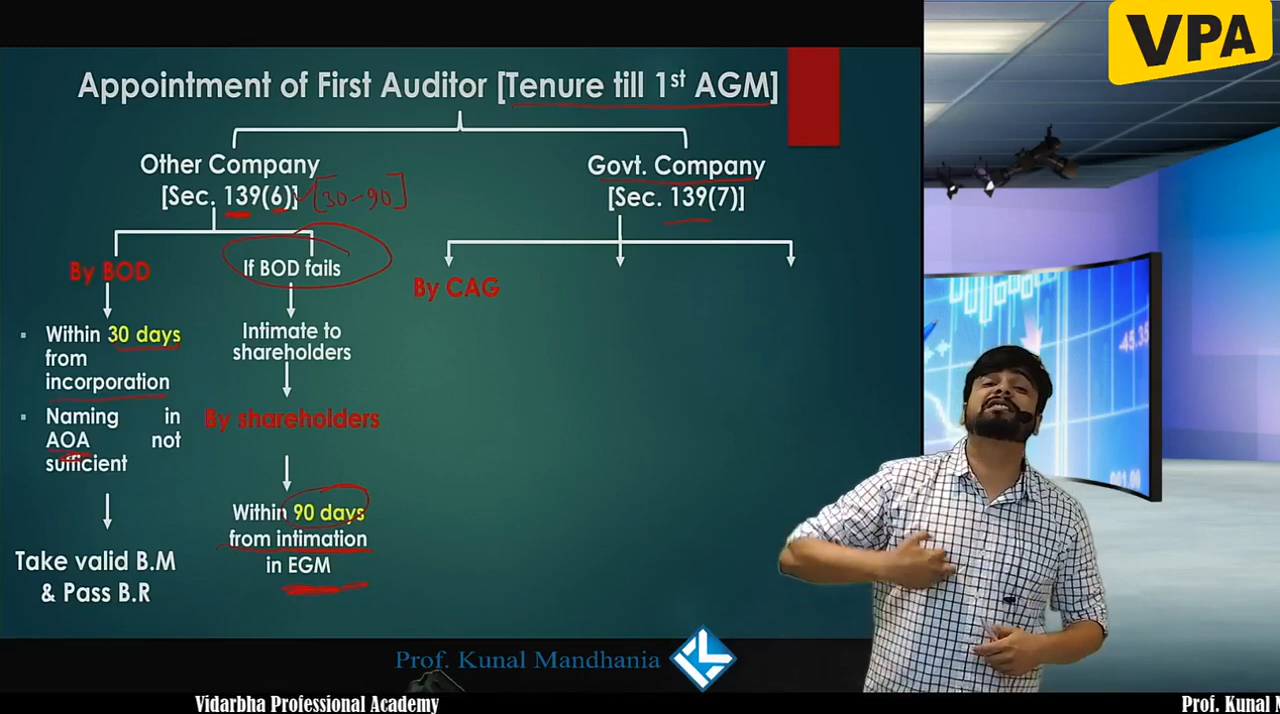 VPA
Appointment of First Auditor [Tenure till 1st AGM]
Other Company
[Sec. 139(6)]
[30-90]
Govt. Company
[Sec. 139(7)]
By BOD
If BOD fails
By CAG
▪ Within 30 days
from
incorporation
▪ Naming in
AOA not
sufficient
Take valid B.M
& Pass B.R
Intimate to
shareholders
By shareholders
Within 90 days
from intimation
in EGM
-45.35
Prof. Kunal Mandhania
Vidarbha Professional Academy
Prof. Kunal M